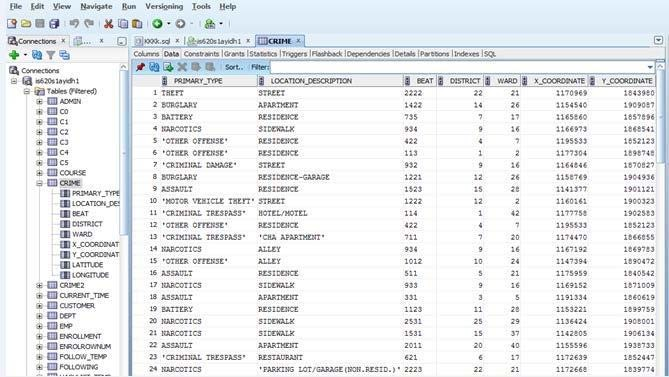 File Edit View Navigate Run Versioning Tools Help
Connections
KKKk.sql is620s1ayidh1 CRIME
Columns Data Constraints Grants Statistics Triggers Flashback Dependencies Details Partitions Indexes SQL
Sort.. Filter:
Connections
is620s1ayidh1
Tables (Filtered)
ADMIN
C0
C1
C2
C3
C4
C5
COURSE
CRIME
PRIMARY_TYPE
LOCATION_DES
BEAT
DISTRICT
WARD
X_COORDINAT
Y_COORDINAT
LATITUDE
LONGITUDE
CRIME2
CURRENT_TIME
CUSTOMER
DEPT
EMP
ENROLLMENT
ENROLROWNUM
FOLLOW_TEMP
FOLLOWING
PRIMARY_TYPE LOCATION_DESCRIPTION BEAT DISTRICT WARD X_COORDINATE Y_COORDINATE
1 THEFT STREET 2222 22 21 1170969 1843980
2 BURGLARY APARTMENT 1422 14 26 1154540 1909087
3 BATTERY RESIDENCE 735 7 17 1165860 1857896
4 NARCOTICS SIDEWALK 934 9 16 1166973 1868541
5 'OTHER OFFENSE' RESIDENCE 422 4 7 1195533 1852123
6 'OTHER OFFENSE' RESIDENCE 113 1 2 1177304 1898748
7 'CRIMINAL DAMAGE' STREET 932 9 16 1164846 1870827
8 BURGLARY RESIDENCE-GARAGE 1221 12 26 1158769 1904936
9 ASSAULT RESIDENCE 1523 15 28 1141377 1901121
10 'MOTOR VEHICLE THEFT' STREET 1222 12 2 1160161 1900323
11 'CRIMINAL TRESPASS' HOTEL/MOTEL 114 1 42 1177758 1902583
12 'OTHER OFFENSE' RESIDENCE 422 4 7 1195533 1852123
13 'CRIMINAL TRESPASS' 'CHA APARTMENT' 711 7 20 1174470 1866855
14 NARCOTICS ALLEY 934 9 16 1167192 1869783
15 'OTHER OFFENSE' ALLEY 1012 10 24 1147394 1890472
16 ASSAULT RESIDENCE 511 5 21 1175959 1840542
17 NARCOTICS SIDEWALK 933 9 16 1169152 1871009
18 ASSAULT APARTMENT 331 3 5 1191334 1860619
19 BATTERY RESIDENCE 1123 11 28 1153221 1899759
20 NARCOTICS SIDEWALK 2531 25 29 1136424 1908001
21 NARCOTICS SIDEWALK 1531 15 37 1142805 1906134
22 ASSAULT APARTMENT 2011 20 40 1155596 1938733
23 'CRIMINAL TRESPASS' RESTAURANT 621 6 17 1172639 1852447
24 NARCOTICS 'PARKING LOT/GARAGE(NON.RESID.)' 2223 22 21 1172668 1839774